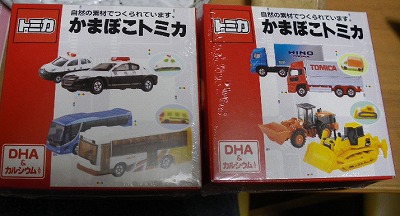 自然の素材でつくられています。
トミカ
かまぼこトミカ
DHA
&
カルシウム
自然の素材でつくられています。
トミカ
かまぼこトミカ
HINO
TOMICA
DHA
&
カルシウム